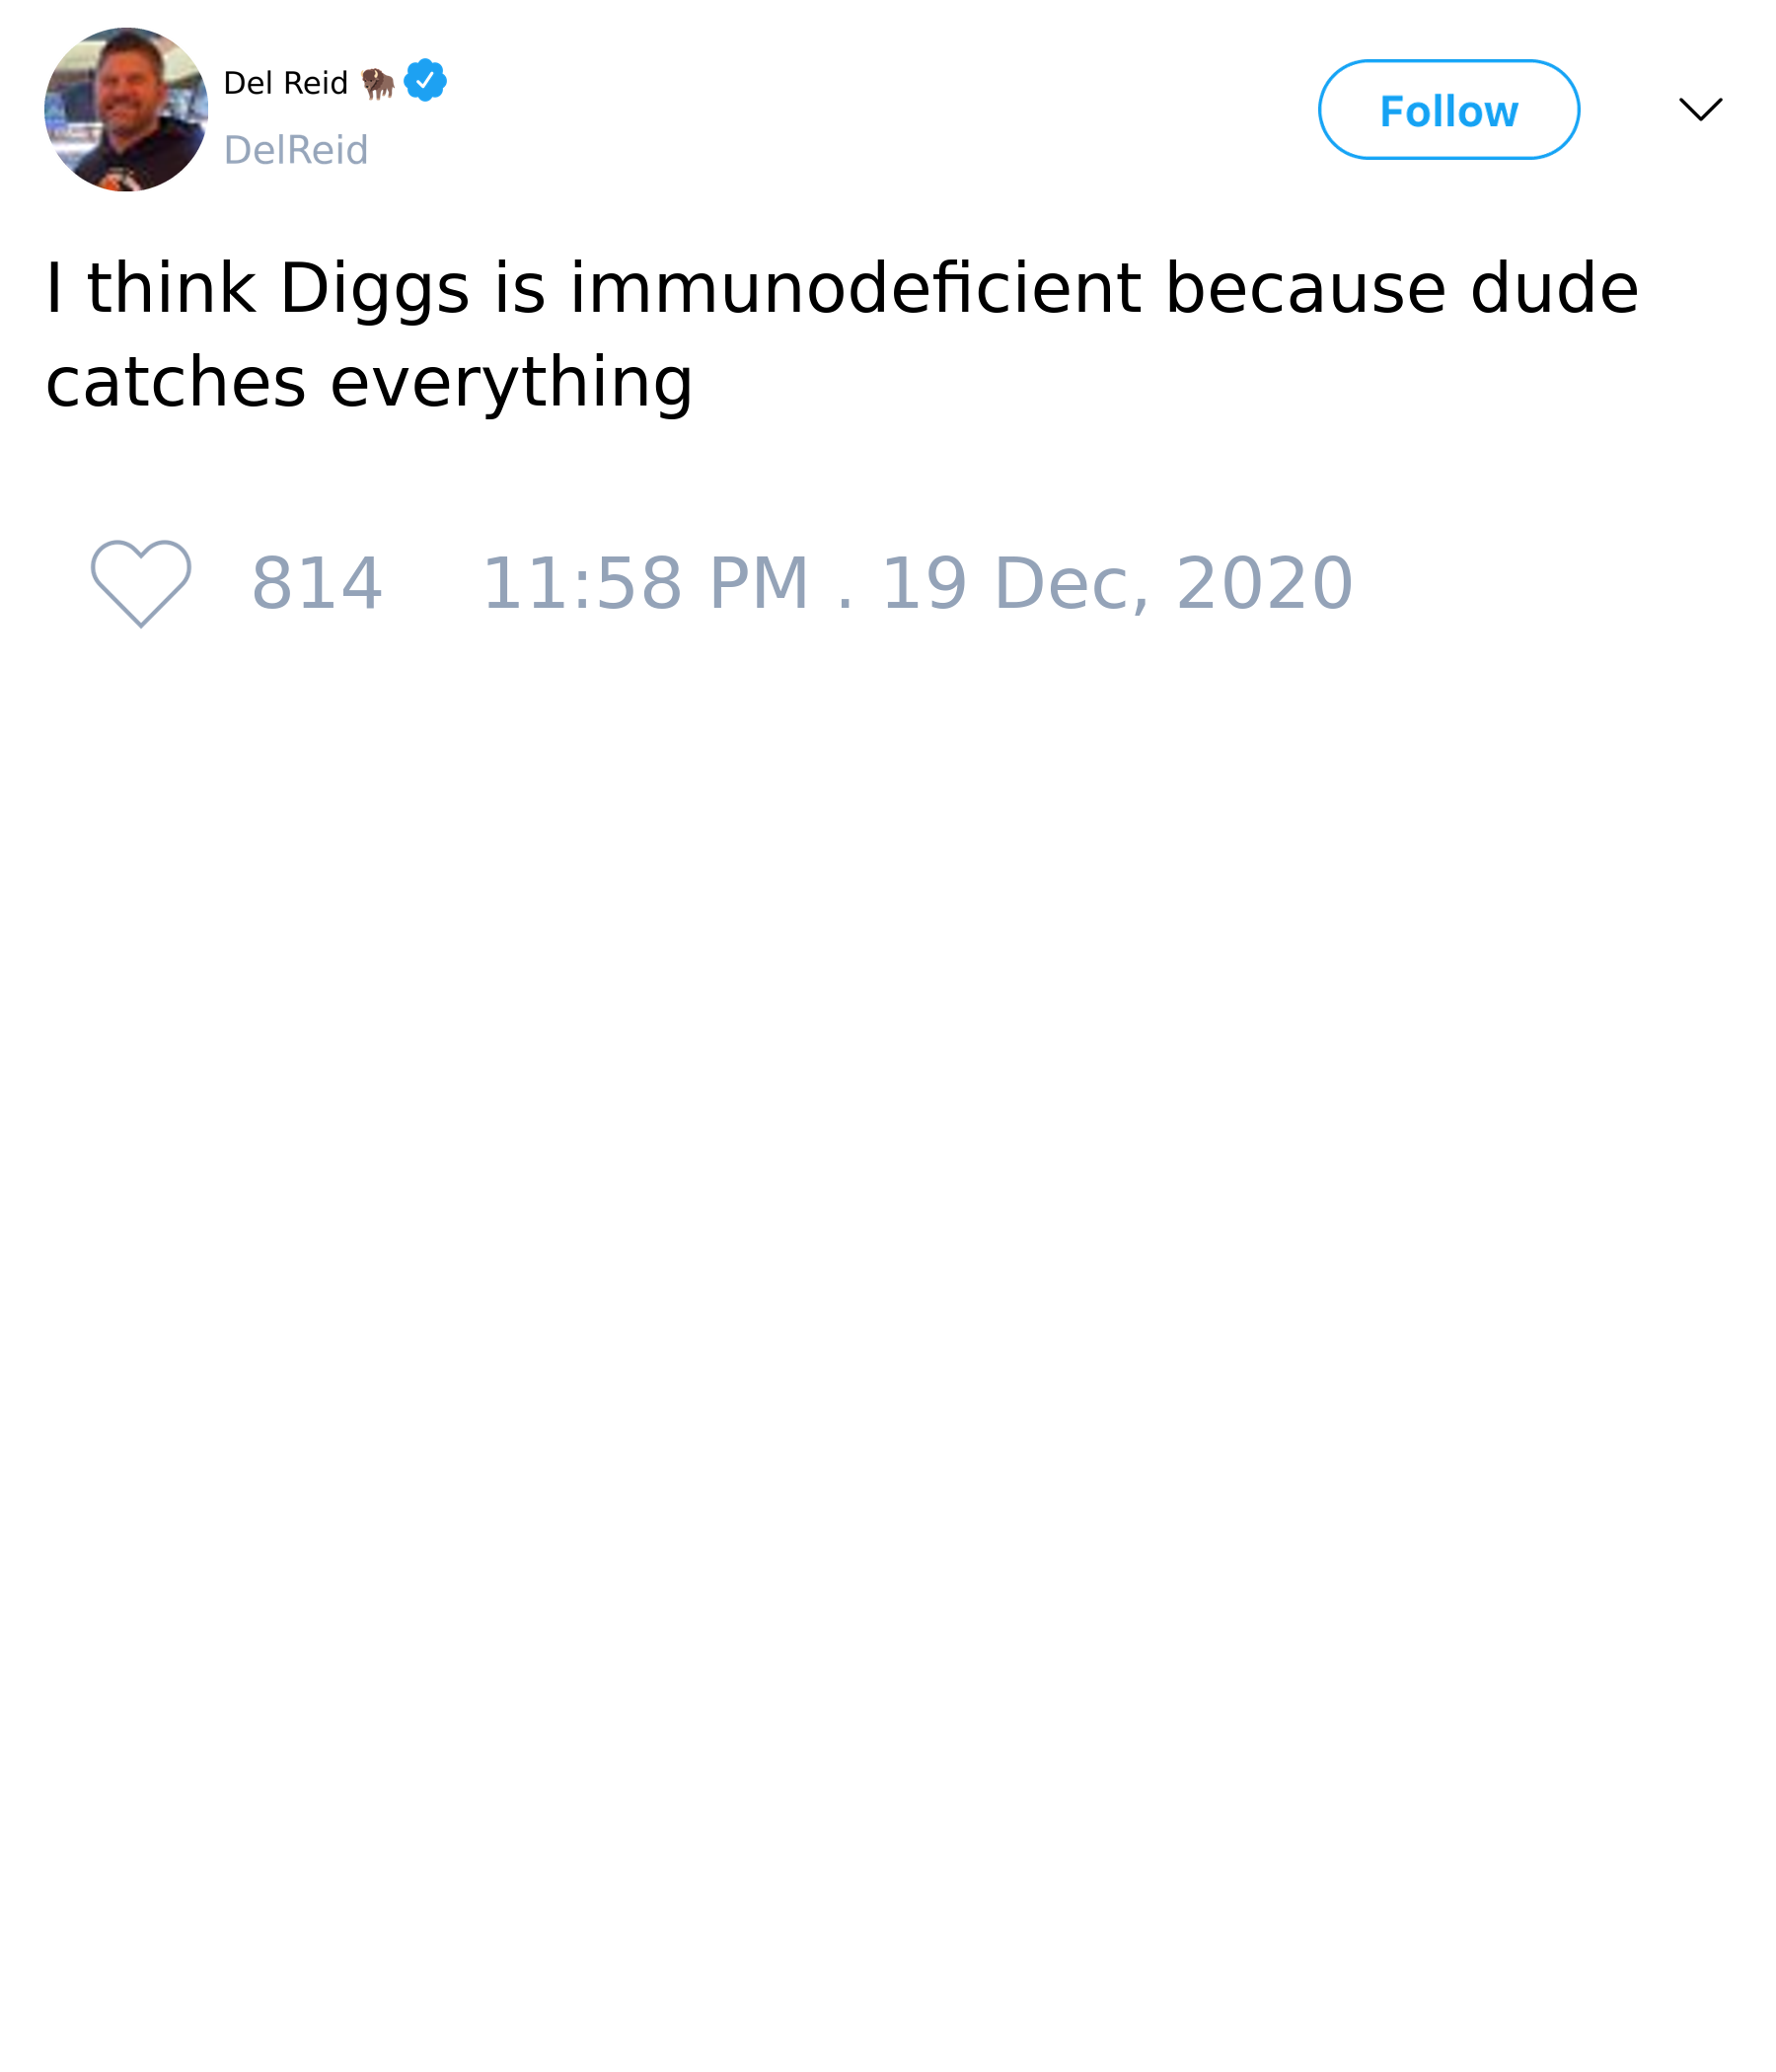 Del Reid 🦬
DelReid
Follow
I think Diggs is immunodeficient because dude
catches everything
814 11:58 PM . 19 Dec, 2020